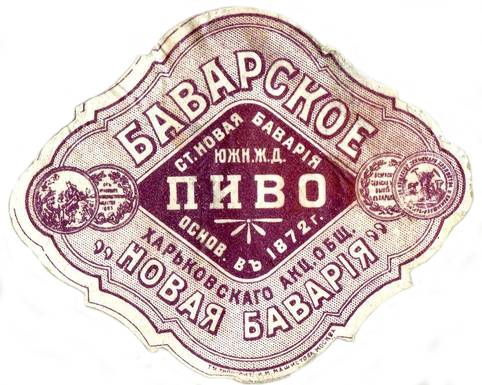 БАВАРСКОЕ
СТ. НОВАЯ БАВАРІЯ
ЮЖН. Ж. Д.
ПИВО
ОСНОВ. ВЪ 1872 г.
ХАРЬКОВСКАГО АКЦ. ОБЩ.
„НОВАЯ БАВАРІЯ"